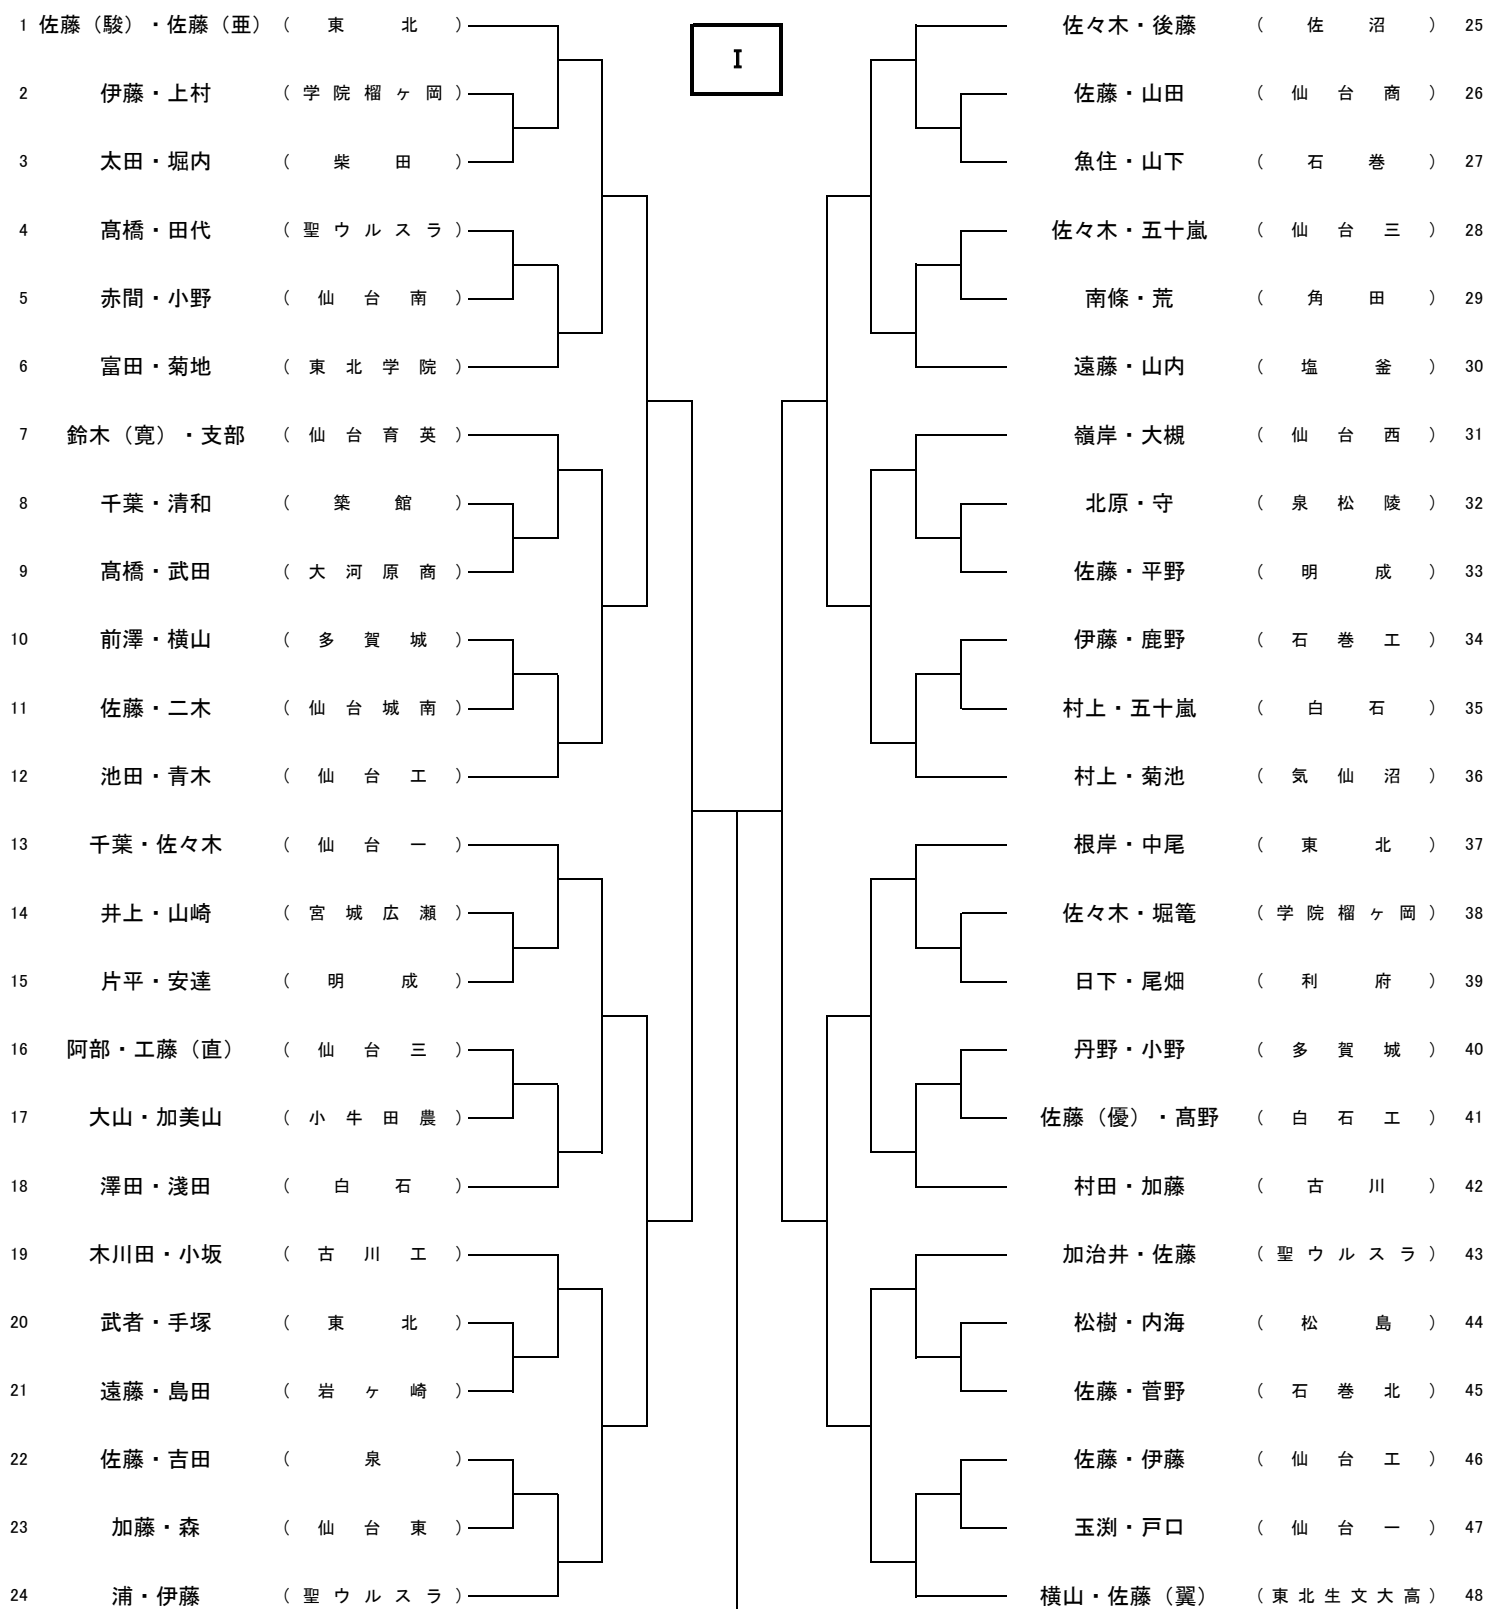 I
1 佐藤（駿）・佐藤（亜）（東北）
2 伊藤・上村（学院榴ヶ岡）
3 太田・堀内（柴田）
4 髙橋・田代（聖ウルスラ）
5 赤間・小野（仙台南）
6 富田・菊地（東北学院）
7 鈴木（寛）・支部（仙台育英）
8 千葉・清和（築館）
9 髙橋・武田（大河原商）
10 前澤・横山（多賀城）
11 佐藤・二木（仙台城南）
12 池田・青木（仙台工）
13 千葉・佐々木（仙台一）
14 井上・山崎（宮城広瀬）
15 片平・安達（明成）
16 阿部・工藤（直）（仙台三）
17 大山・加美山（小牛田農）
18 澤田・淺田（白石）
19 木川田・小坂（古川工）
20 武者・手塚（東北）
21 遠藤・島田（岩ヶ崎）
22 佐藤・吉田（泉）
23 加藤・森（仙台東）
24 浦・伊藤（聖ウルスラ）
佐々木・後藤（佐沼）25
佐藤・山田（仙台商）26
魚住・山下（石巻）27
佐々木・五十嵐（仙台三）28
南條・荒（角田）29
遠藤・山内（塩釜）30
嶺岸・大槻（仙台西）31
北原・守（泉松陵）32
佐藤・平野（明成）33
伊藤・鹿野（石巻工）34
村上・五十嵐（白石）35
村上・菊池（気仙沼）36
根岸・中尾（東北）37
佐々木・堀篭（学院榴ヶ岡）38
日下・尾畑（利府）39
丹野・小野（多賀城）40
佐藤（優）・髙野（白石工）41
村田・加藤（古川）42
加治井・佐藤（聖ウルスラ）43
松樹・内海（松島）44
佐藤・菅野（石巻北）45
佐藤・伊藤（仙台工）46
玉渕・戸口（仙台一）47
横山・佐藤（翼）（東北生文大高）48